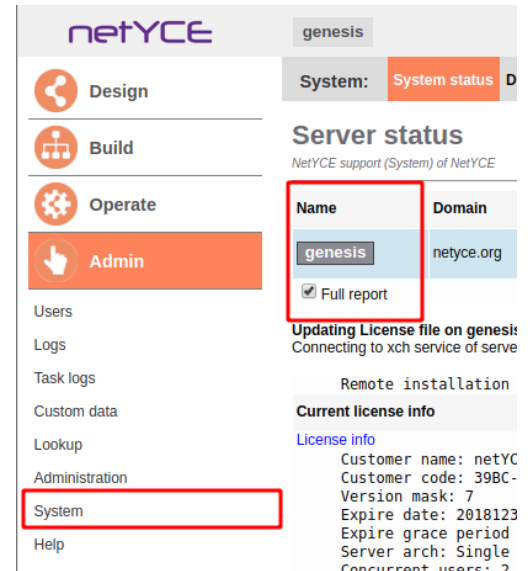 netYCE
genesis
Design
Build
Operate
Admin
Users
Logs
Task logs
Custom data
Lookup
Administration
System
Help
System: System status D
Server status
NetYCE support (System) of NetYCE
Name Domain
genesis netyce.org
Full report
Updating License file on genesis
Connecting to xch service of serve
Remote installation
Current license info
License info
Customer name: netYC
Customer code: 39BC-
Version mask: 7
Expire date: 2018123
Expire grace period
Server arch: Single
Concurrent users: 2